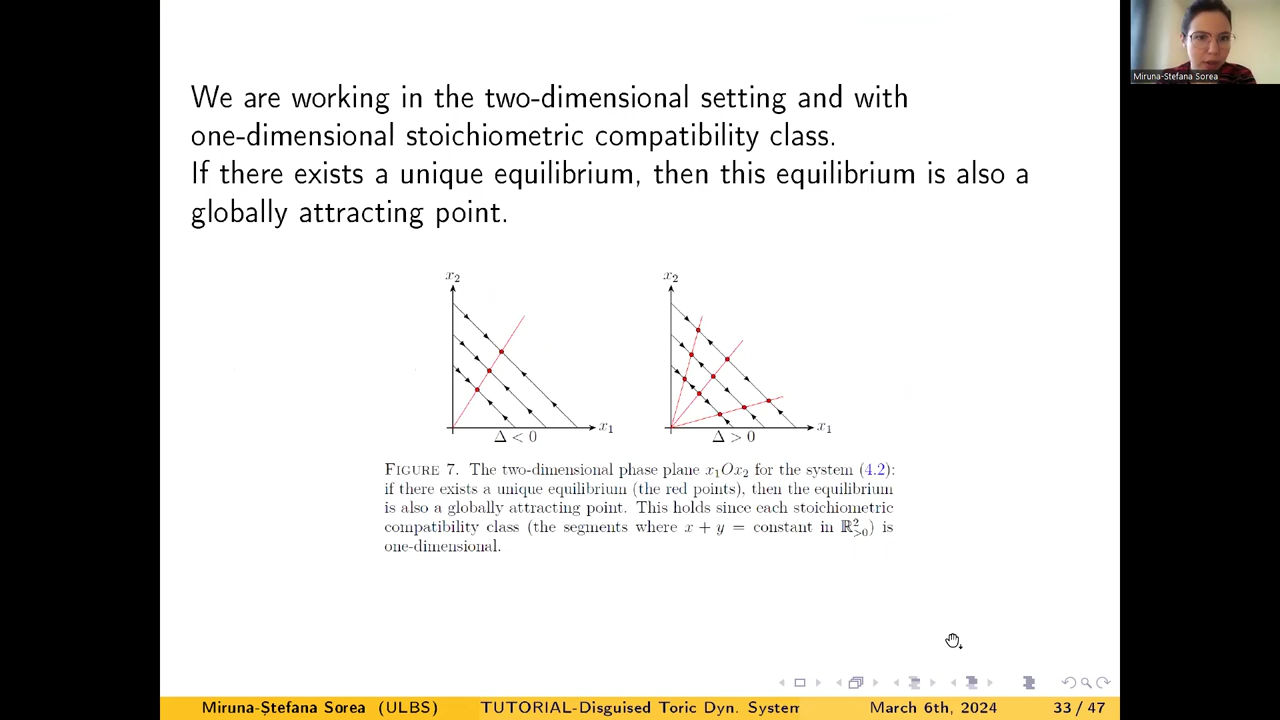 Miruna-Stefana Sorea
We are working in the two-dimensional setting and with
one-dimensional stoichiometric compatibility class.
If there exists a unique equilibrium, then this equilibrium is also a
globally attracting point.
x₂
x₂
x₁
x₁
Δ < 0
Δ > 0
FIGURE 7. The two-dimensional phase plane x₁Ox₂ for the system (4.2):
if there exists a unique equilibrium (the red points), then the equilibrium
is also a globally attracting point. This holds since each stoichiometric
compatibility class (the segments where x + y = constant in ℝ²>0) is
one-dimensional.
Miruna-Ștefana Sorea (ULBS) TUTORIAL-Disguised Toric Dyn. System March 6th, 2024 33 / 47